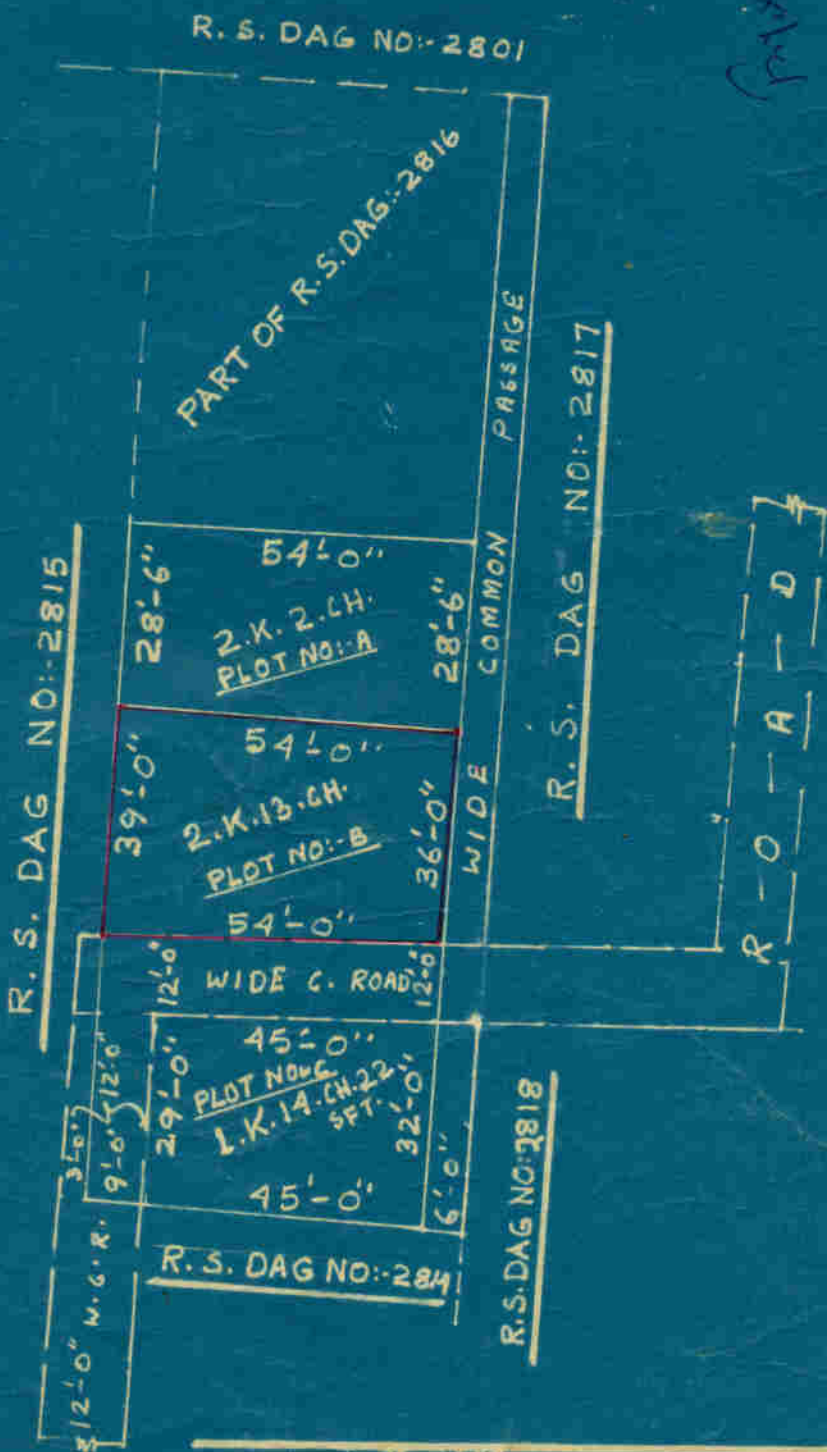 R. S. DAG NO:- 2801
PART OF R.S. DAG:- 2816
R. S. DAG NO:- 2815
28'-6"
54'-0"
2.K. 2.CH.
PLOT NO:-A
28'-6"
WIDE COMMON PASSAGE
R. S. DAG NO:- 2817
39'-0"
54'-0"
2.K.13.CH.
PLOT NO:-B
36'-0"
54'-0"
12'-0"
WIDE C. ROAD
12'-0"
R-O-A-D
3'-0"
9'-0"
12'-0"
29'-0"
45'-0"
PLOT NO:-C
1.K.14.CH.22
SFT.
32'-0"
45'-0"
6'-0"
12'-0" W.C.R.
R.S. DAG NO:-2814
R.S. DAG NO:2818